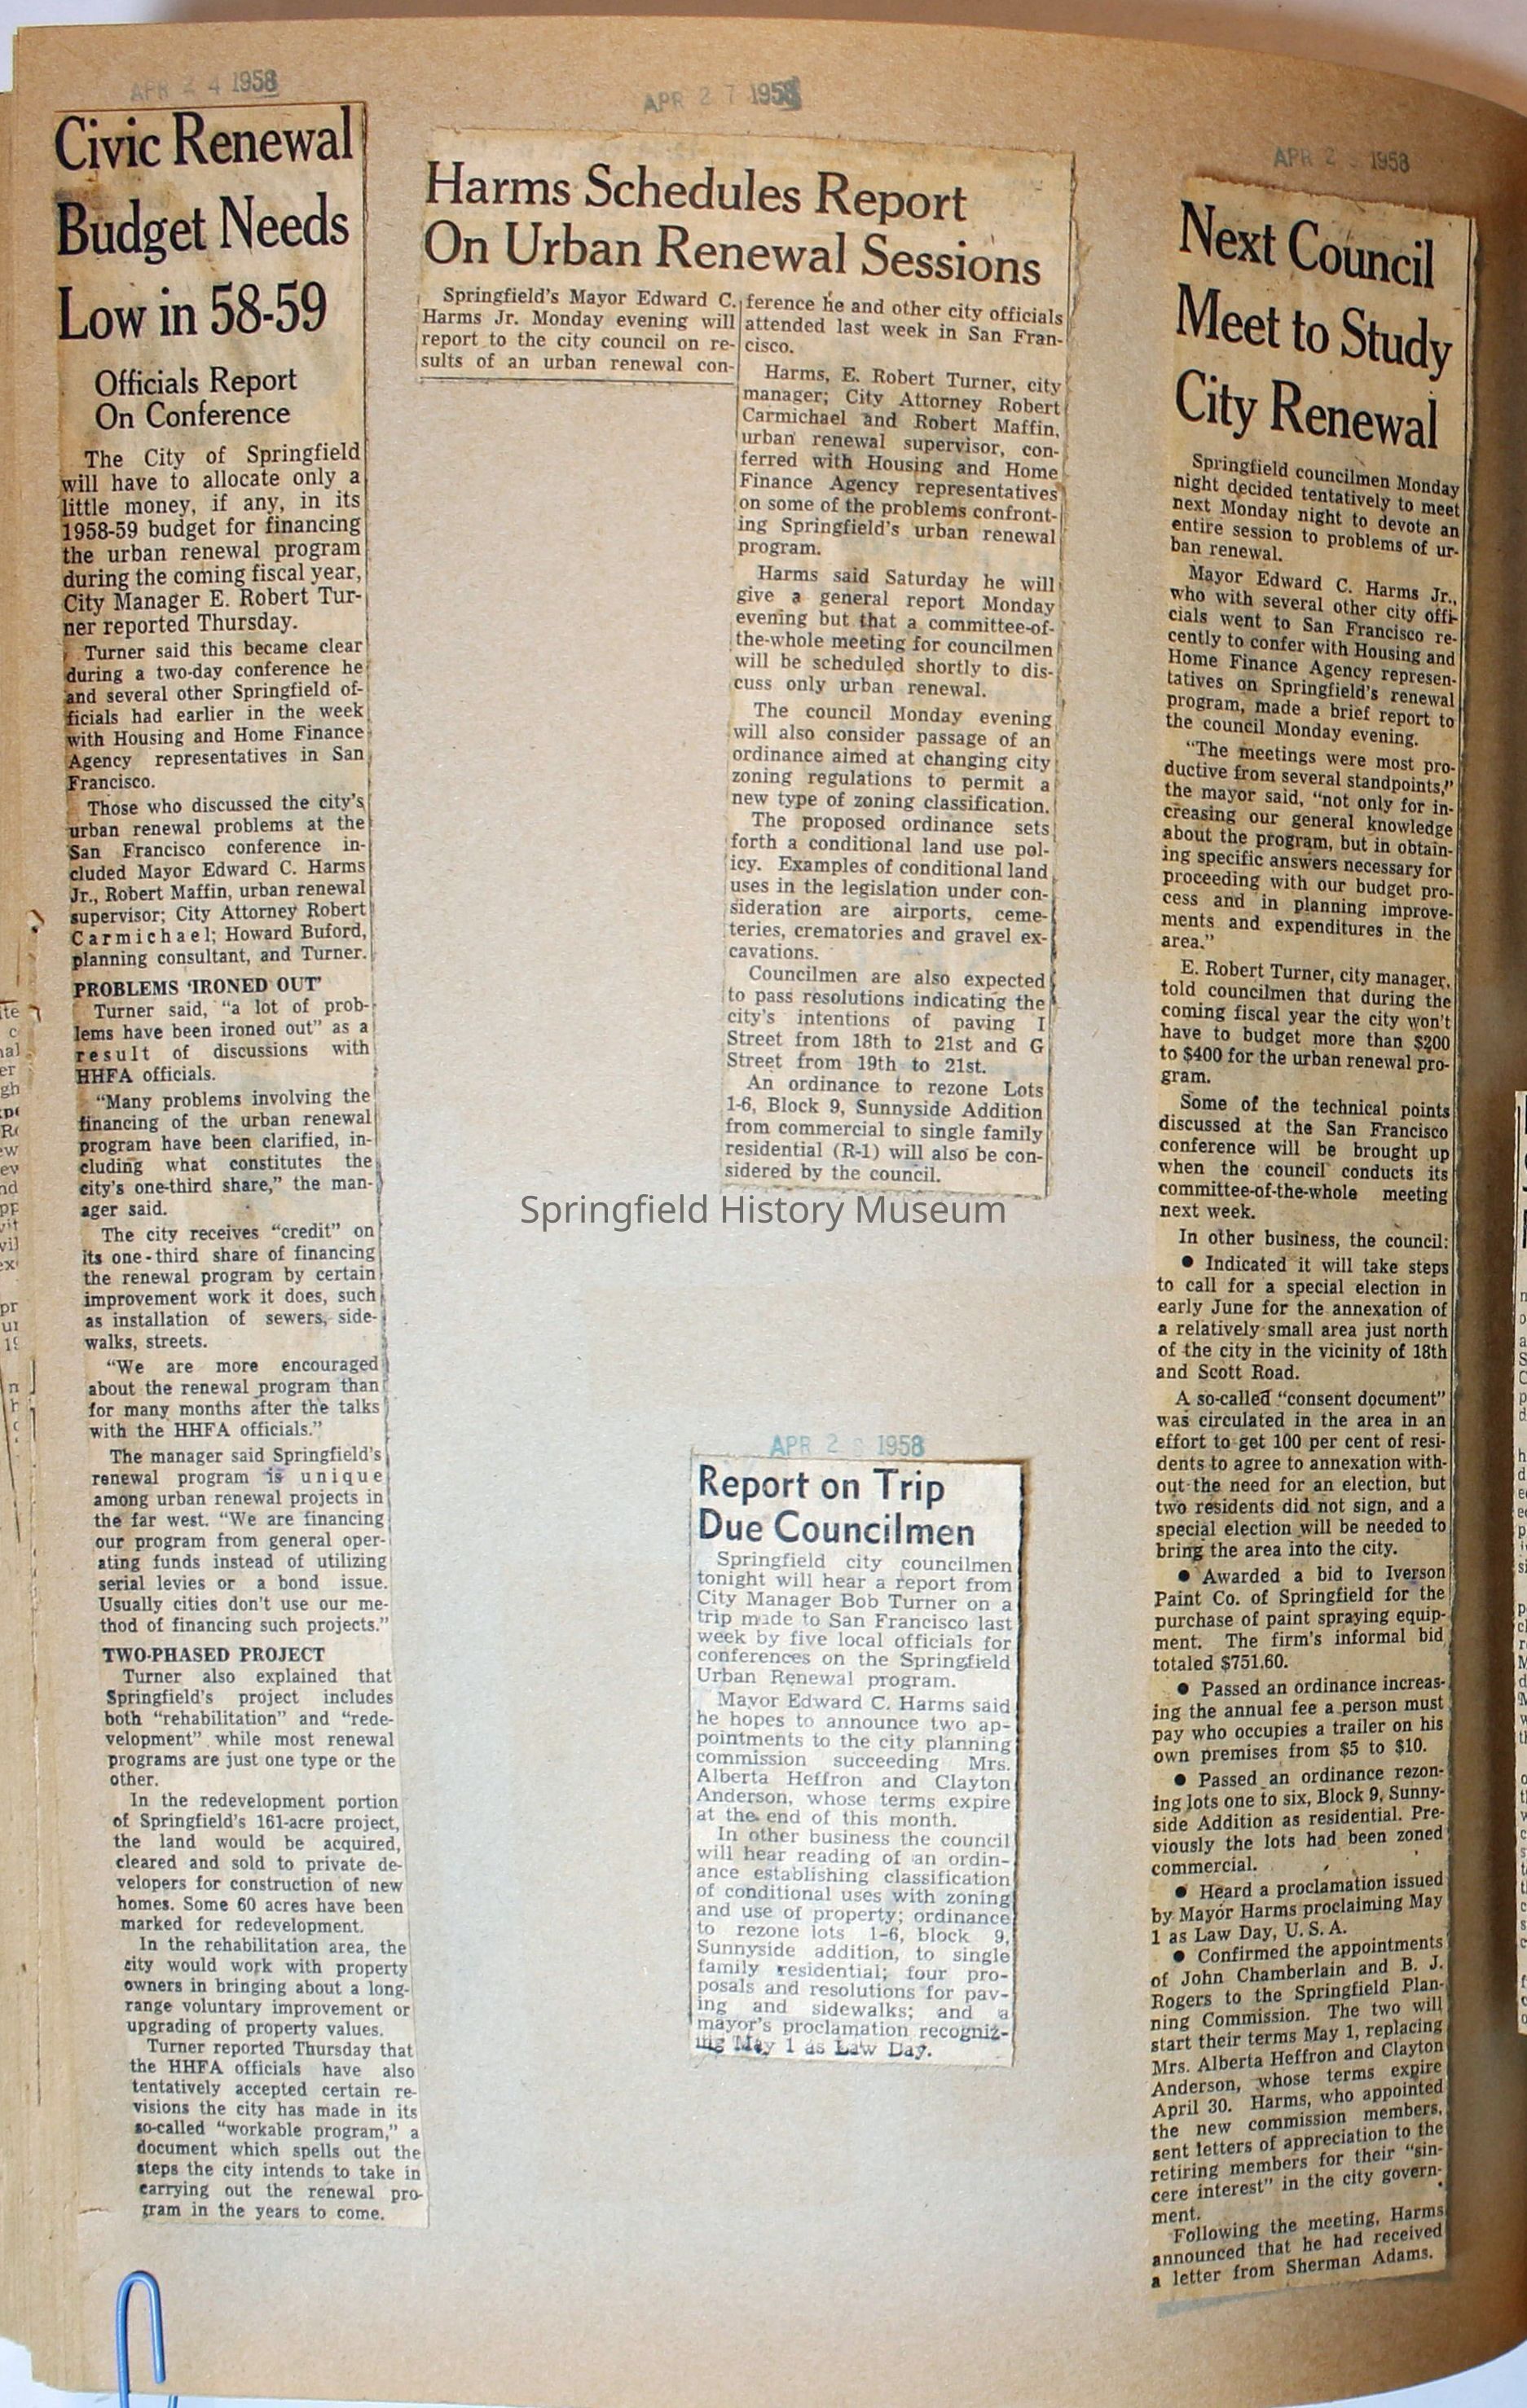 APR 24 1958
Civic Renewal
Budget Needs
Low in 58-59
Officials Report
On Conference
The City of Springfield
will have to allocate only a
little money, if any, in its
1958-59 budget for financing
the urban renewal program
during the coming fiscal year,
City Manager E. Robert Tur-
ner reported Thursday.
Turner said this became clear
during a two-day conference he
and several other Springfield of-
ficials had earlier in the week
with Housing and Home Finance
Agency representatives in San
Francisco.
Those who discussed the city's
urban renewal problems at the
San Francisco conference in-
cluded Mayor Edward C. Harms
Jr., Robert Maffin, urban renewal
supervisor; City Attorney Robert
Carmichael; Howard Buford,
planning consultant, and Turner.
PROBLEMS 'IRONED OUT'
Turner said, "a lot of prob-
lems have been ironed out" as a
result of discussions with
HHFA officials.
"Many problems involving the
financing of the urban renewal
program have been clarified, in-
cluding what constitutes the
city's one-third share," the man-
ager said.
The city receives "credit" on
its one-third share of financing
the renewal program by certain
improvement work it does, such
as installation of sewers, side-
walks, streets.
"We are more encouraged
about the renewal program than
for many months after the talks
with the HHFA officials."
The manager said Springfield's
renewal program is unique
among urban renewal projects in
the far west. "We are financing
our program from general oper-
ating funds instead of utilizing
serial levies or a bond issue.
Usually cities don't use our me-
thod of financing such projects."
TWO-PHASED PROJECT
Turner also explained that
Springfield's project includes
both "rehabilitation" and "rede-
velopment" while most renewal
programs are just one type or the
other.
In the redevelopment portion
of Springfield's 161-acre project,
the land would be acquired,
cleared and sold to private de-
velopers for construction of new
homes. Some 60 acres have been
marked for redevelopment.
In the rehabilitation area, the
city would work with property
owners in bringing about a long-
range voluntary improvement or
upgrading of property values.
Turner reported Thursday that
the HHFA officials have also
tentatively accepted certain re-
visions the city has made in its
so-called "workable program," a
document which spells out the
steps the city intends to take in
carrying out the renewal pro-
gram in the years to come.
APR 27 1958
Harms Schedules Report
On Urban Renewal Sessions
Springfield's Mayor Edward C.
Harms Jr. Monday evening will
report to the city council on re-
sults of an urban renewal con-
ference he and other city officials
attended last week in San Fran-
cisco.
Harms, E. Robert Turner, city
manager; City Attorney Robert
Carmichael and Robert Maffin,
urban renewal supervisor, con-
ferred with Housing and Home
Finance Agency representatives
on some of the problems confront-
ing Springfield's urban renewal
program.
Harms said Saturday he will
give a general report Monday
evening but that a committee-of-
the-whole meeting for councilmen
will be scheduled shortly to dis-
cuss only urban renewal.
The council Monday evening
will also consider passage of an
ordinance aimed at changing city
zoning regulations to permit a
new type of zoning classification.
The proposed ordinance sets
forth a conditional land use pol-
icy. Examples of conditional land
uses in the legislation under con-
sideration are airports, ceme-
teries, crematories and gravel ex-
cavations.
Councilmen are also expected
to pass resolutions indicating the
city's intentions of paving I
Street from 18th to 21st and G
Street from 19th to 21st.
An ordinance to rezone Lots
1-6, Block 9, Sunnyside Addition
from commercial to single family
residential (R-1) will also be con-
sidered by the council.
Springfield History Museum
APR 2 1958
Report on Trip
Due Councilmen
Springfield city councilmen
tonight will hear a report from
City Manager Bob Turner on a
trip made to San Francisco last
week by five local officials for
conferences on the Springfield
Urban Renewal program.
Mayor Edward C. Harms said
he hopes to announce two ap-
pointments to the city planning
commission succeeding Mrs.
Alberta Heffron and Clayton
Anderson, whose terms expire
at the end of this month.
In other business the council
will hear reading of an ordin-
ance establishing classification
of conditional uses with zoning
and use of property; ordinance
to rezone lots 1-6, block 9,
Sunnyside addition, to single
family residential; four pro-
posals and resolutions for pav-
ing and sidewalks; and a
mayor's proclamation recogniz-
ing May 1 as Law Day.
APR 2 1958
Next Council
Meet to Study
City Renewal
Springfield councilmen Monday
night decided tentatively to meet
next Monday night to devote an
entire session to problems of ur-
ban renewal.
Mayor Edward C. Harms Jr.,
who with several other city offi-
cials went to San Francisco re-
cently to confer with Housing and
Home Finance Agency represen-
tatives on Springfield's renewal
program, made a brief report to
the council Monday evening.
"The meetings were most pro-
ductive from several standpoints,"
the mayor said, "not only for in-
creasing our general knowledge
about the program, but in obtain-
ing specific answers necessary for
proceeding with our budget pro-
cess and in planning improve-
ments and expenditures in the
area."
E. Robert Turner, city manager,
told councilmen that during the
coming fiscal year the city won't
have to budget more than $200
to $400 for the urban renewal pro-
gram.
Some of the technical points
discussed at the San Francisco
conference will be brought up
when the council conducts its
committee-of-the-whole meeting
next week.
In other business, the council:
● Indicated it will take steps
to call for a special election in
early June for the annexation of
a relatively small area just north
of the city in the vicinity of 18th
and Scott Road.
A so-called "consent document"
was circulated in the area in an
effort to get 100 per cent of resi-
dents to agree to annexation with-
out the need for an election, but
two residents did not sign, and a
special election will be needed to
bring the area into the city.
● Awarded a bid to Iverson
Paint Co. of Springfield for the
purchase of paint spraying equip-
ment. The firm's informal bid
totaled $751.60.
● Passed an ordinance increas-
ing the annual fee a person must
pay who occupies a trailer on his
own premises from $5 to $10.
● Passed an ordinance rezon-
ing lots one to six, Block 9, Sunny-
side Addition as residential. Pre-
viously the lots had been zoned
commercial.
● Heard a proclamation issued
by Mayor Harms proclaiming May
1 as Law Day, U. S. A.
● Confirmed the appointments
of John Chamberlain and B. J.
Rogers to the Springfield Plan-
ning Commission. The two will
start their terms May 1, replacing
Mrs. Alberta Heffron and Clayton
Anderson, whose terms expire
April 30. Harms, who appointed
the new commission members,
sent letters of appreciation to the
retiring members for their "sin-
cere interest" in the city govern-
ment.
Following the meeting, Harms
announced that he had received
a letter from Sherman Adams.